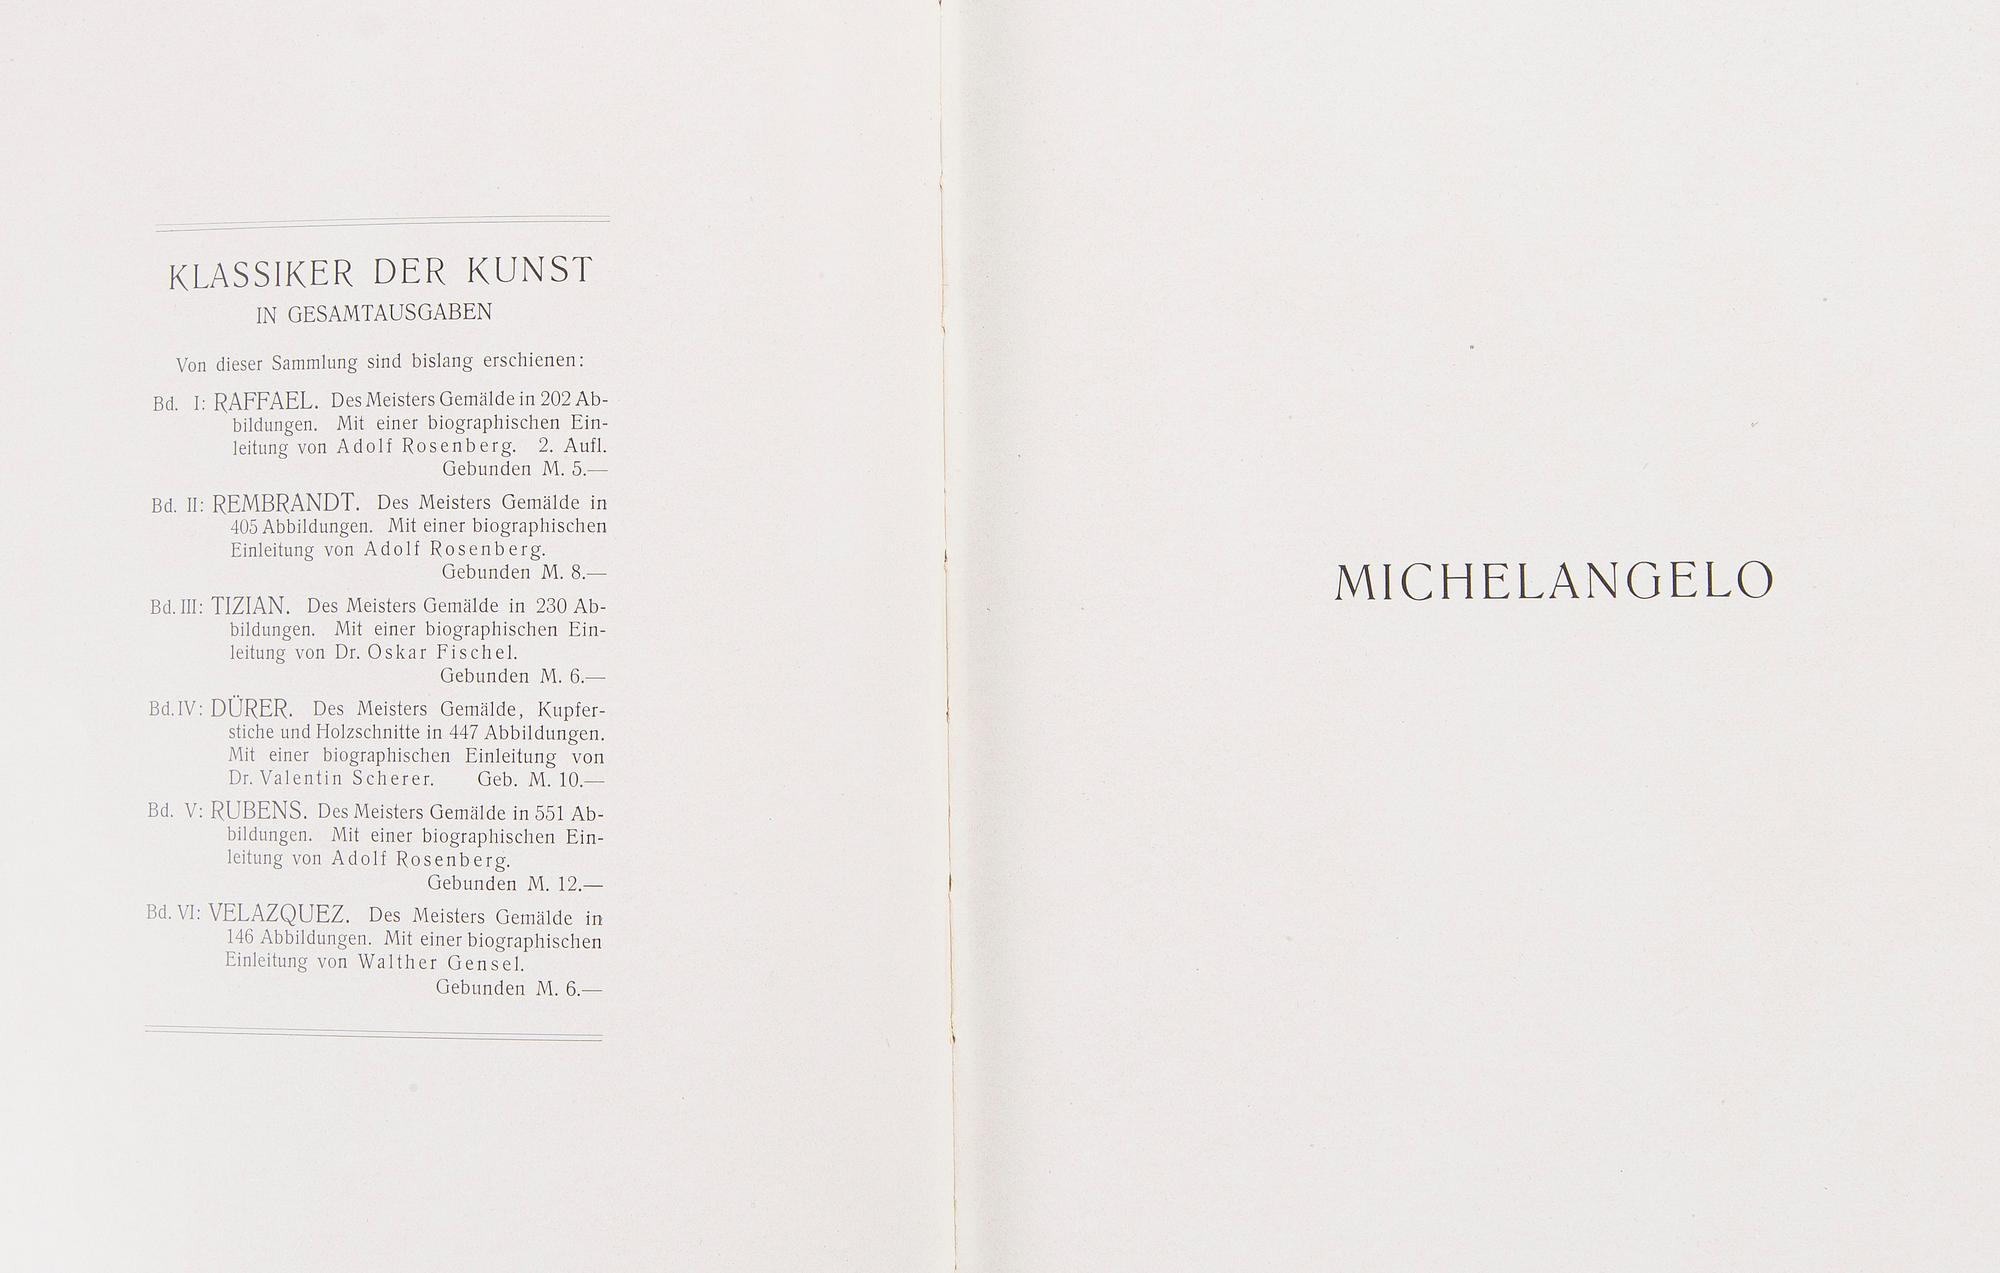 KLASSIKER DER KUNST
IN GESAMTAUSGABEN
Von dieser Sammlung sind bislang erschienen:
Bd. I: RAFFAEL. Des Meisters Gemälde in 202 Ab-
bildungen. Mit einer biographischen Ein-
leitung von Adolf Rosenberg. 2. Aufl.
Gebunden M. 5.—
Bd. II: REMBRANDT. Des Meisters Gemälde in
405 Abbildungen. Mit einer biographischen
Einleitung von Adolf Rosenberg.
Gebunden M. 8.—
Bd. III: TIZIAN. Des Meisters Gemälde in 230 Ab-
bildungen. Mit einer biographischen Ein-
leitung von Dr. Oskar Fischel.
Gebunden M. 6.—
Bd. IV: DÜRER. Des Meisters Gemälde, Kupfer-
stiche und Holzschnitte in 447 Abbildungen.
Mit einer biographischen Einleitung von
Dr. Valentin Scherer. Geb. M. 10.—
Bd. V: RUBENS. Des Meisters Gemälde in 551 Ab-
bildungen. Mit einer biographischen Ein-
leitung von Adolf Rosenberg.
Gebunden M. 12.—
Bd. VI: VELAZQUEZ. Des Meisters Gemälde in
146 Abbildungen. Mit einer biographischen
Einleitung von Walther Gensel.
Gebunden M. 6.—
MICHELANGELO